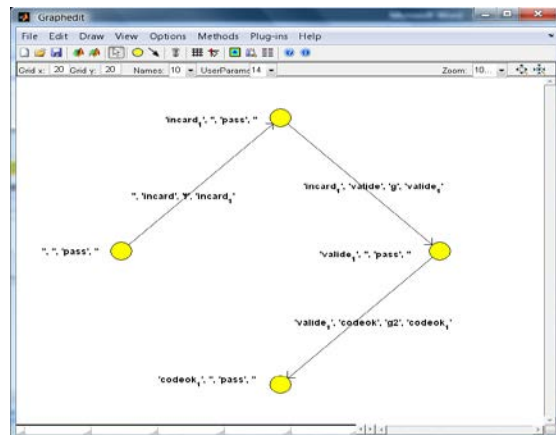 Graphedit
File Edit Draw View Options Methods Plug-ins Help
Grid x: 20 Grid y: 20 Names: 10 UserParams 14 Zoom: 10...
'incard₁', '', 'pass', ''
'', 'incard', 'f', 'incard₁'
'incard₁', 'valide', 'g', 'valide₁'
'', '', 'pass', ''
'valide₁', '', 'pass', ''
'valide₁', 'codeok', 'g2', 'codeok₁'
'codeok₁', '', 'pass', ''